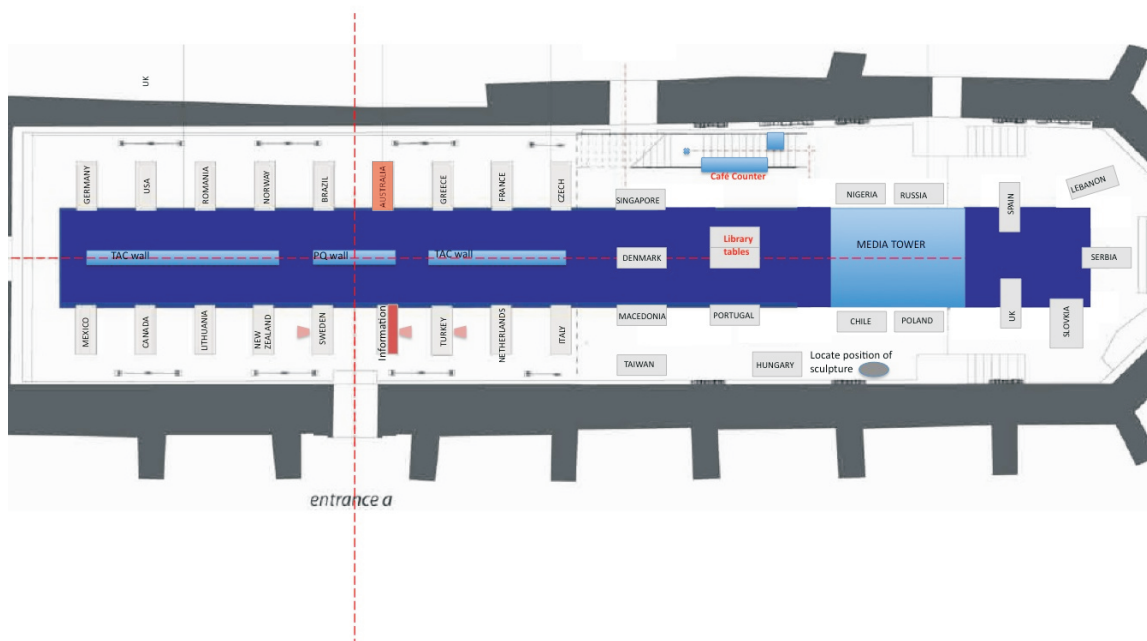 UK
GERMANY
USA
ROMANIA
NORWAY
BRAZIL
AUSTRALIA
GREECE
FRANCE
CZECH
SINGAPORE
Café Counter
NIGERIA
RUSSIA
SPAIN
LEBANON
TAC wall
PQ wall
TAC wall
DENMARK
Library
tables
MEDIA TOWER
SERBIA
MEXICO
CANADA
LITHUANIA
NEW
ZEALAND
SWEDEN
Information
TURKEY
NETHERLANDS
ITALY
MACEDONIA
PORTUGAL
CHILE
POLAND
UK
SLOVKIA
TAIWAN
HUNGARY
Locate position of
sculpture
entrance a